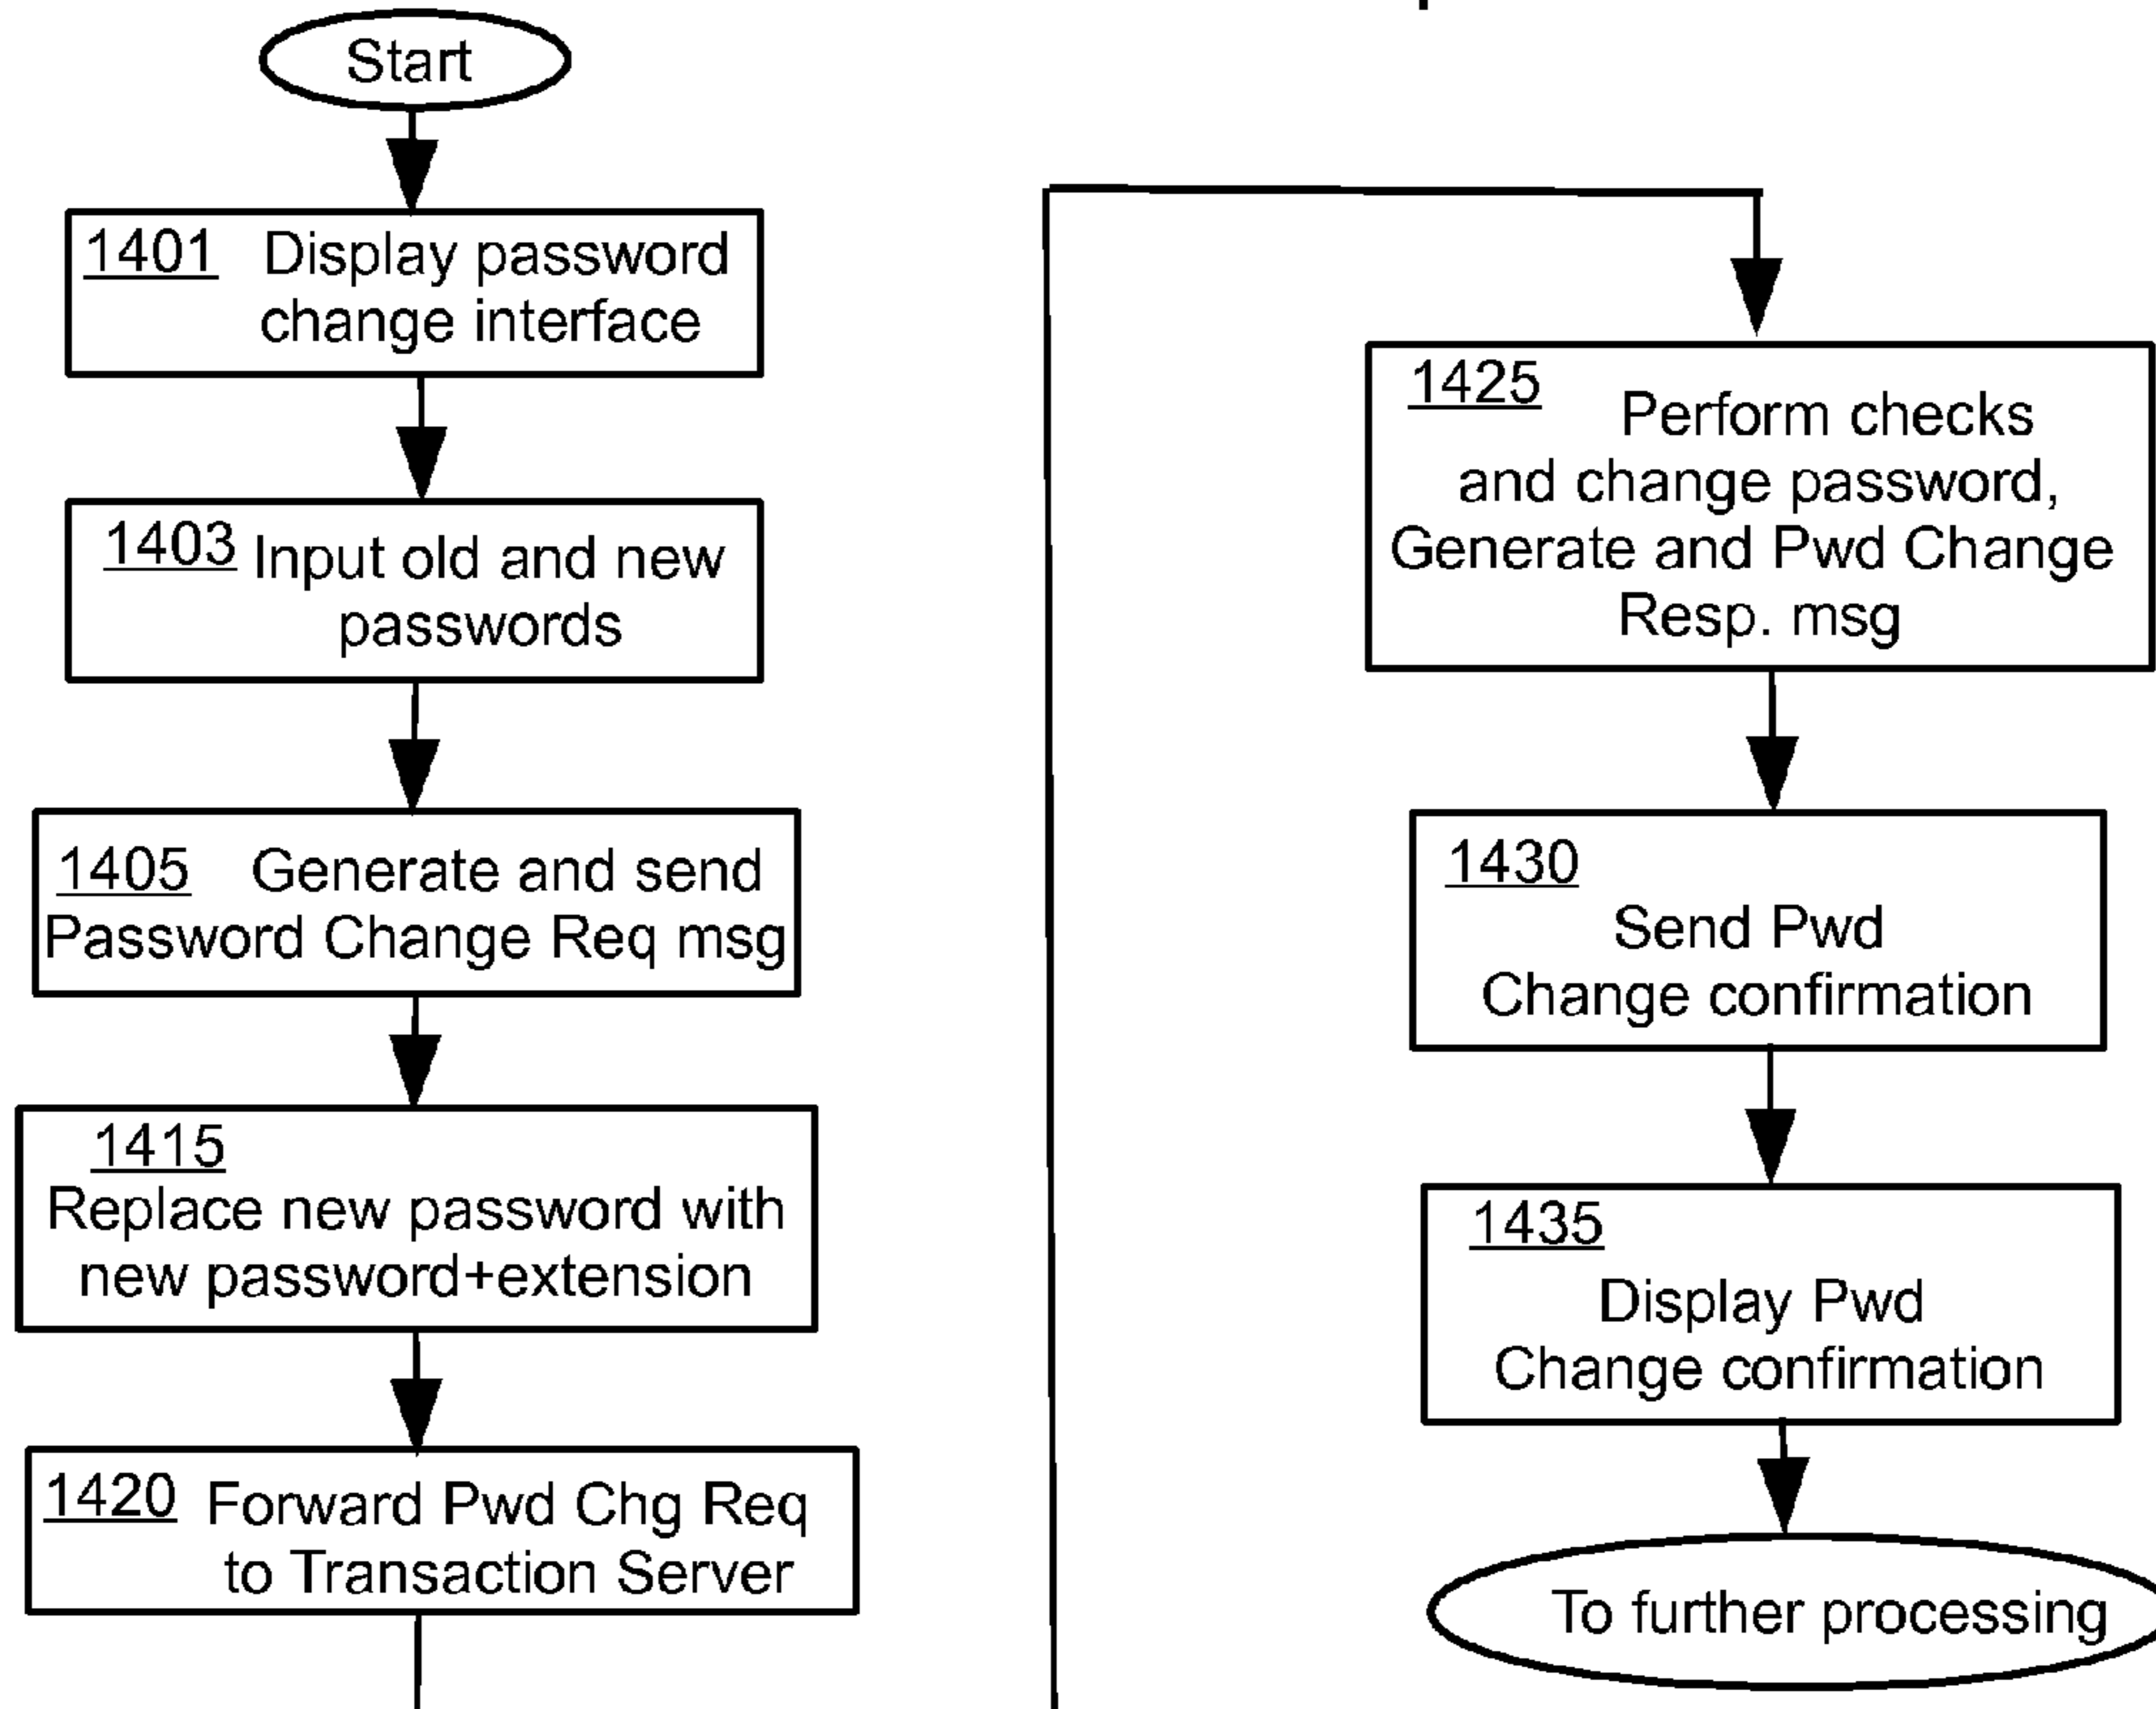 Start
1401 Display password
change interface
1403 Input old and new
passwords
1405 Generate and send
Password Change Req msg
1415
Replace new password with
new password+extension
1420 Forward Pwd Chg Req
to Transaction Server
1425 Perform checks
and change password,
Generate and Pwd Change
Resp. msg
1430
Send Pwd
Change confirmation
1435
Display Pwd
Change confirmation
To further processing